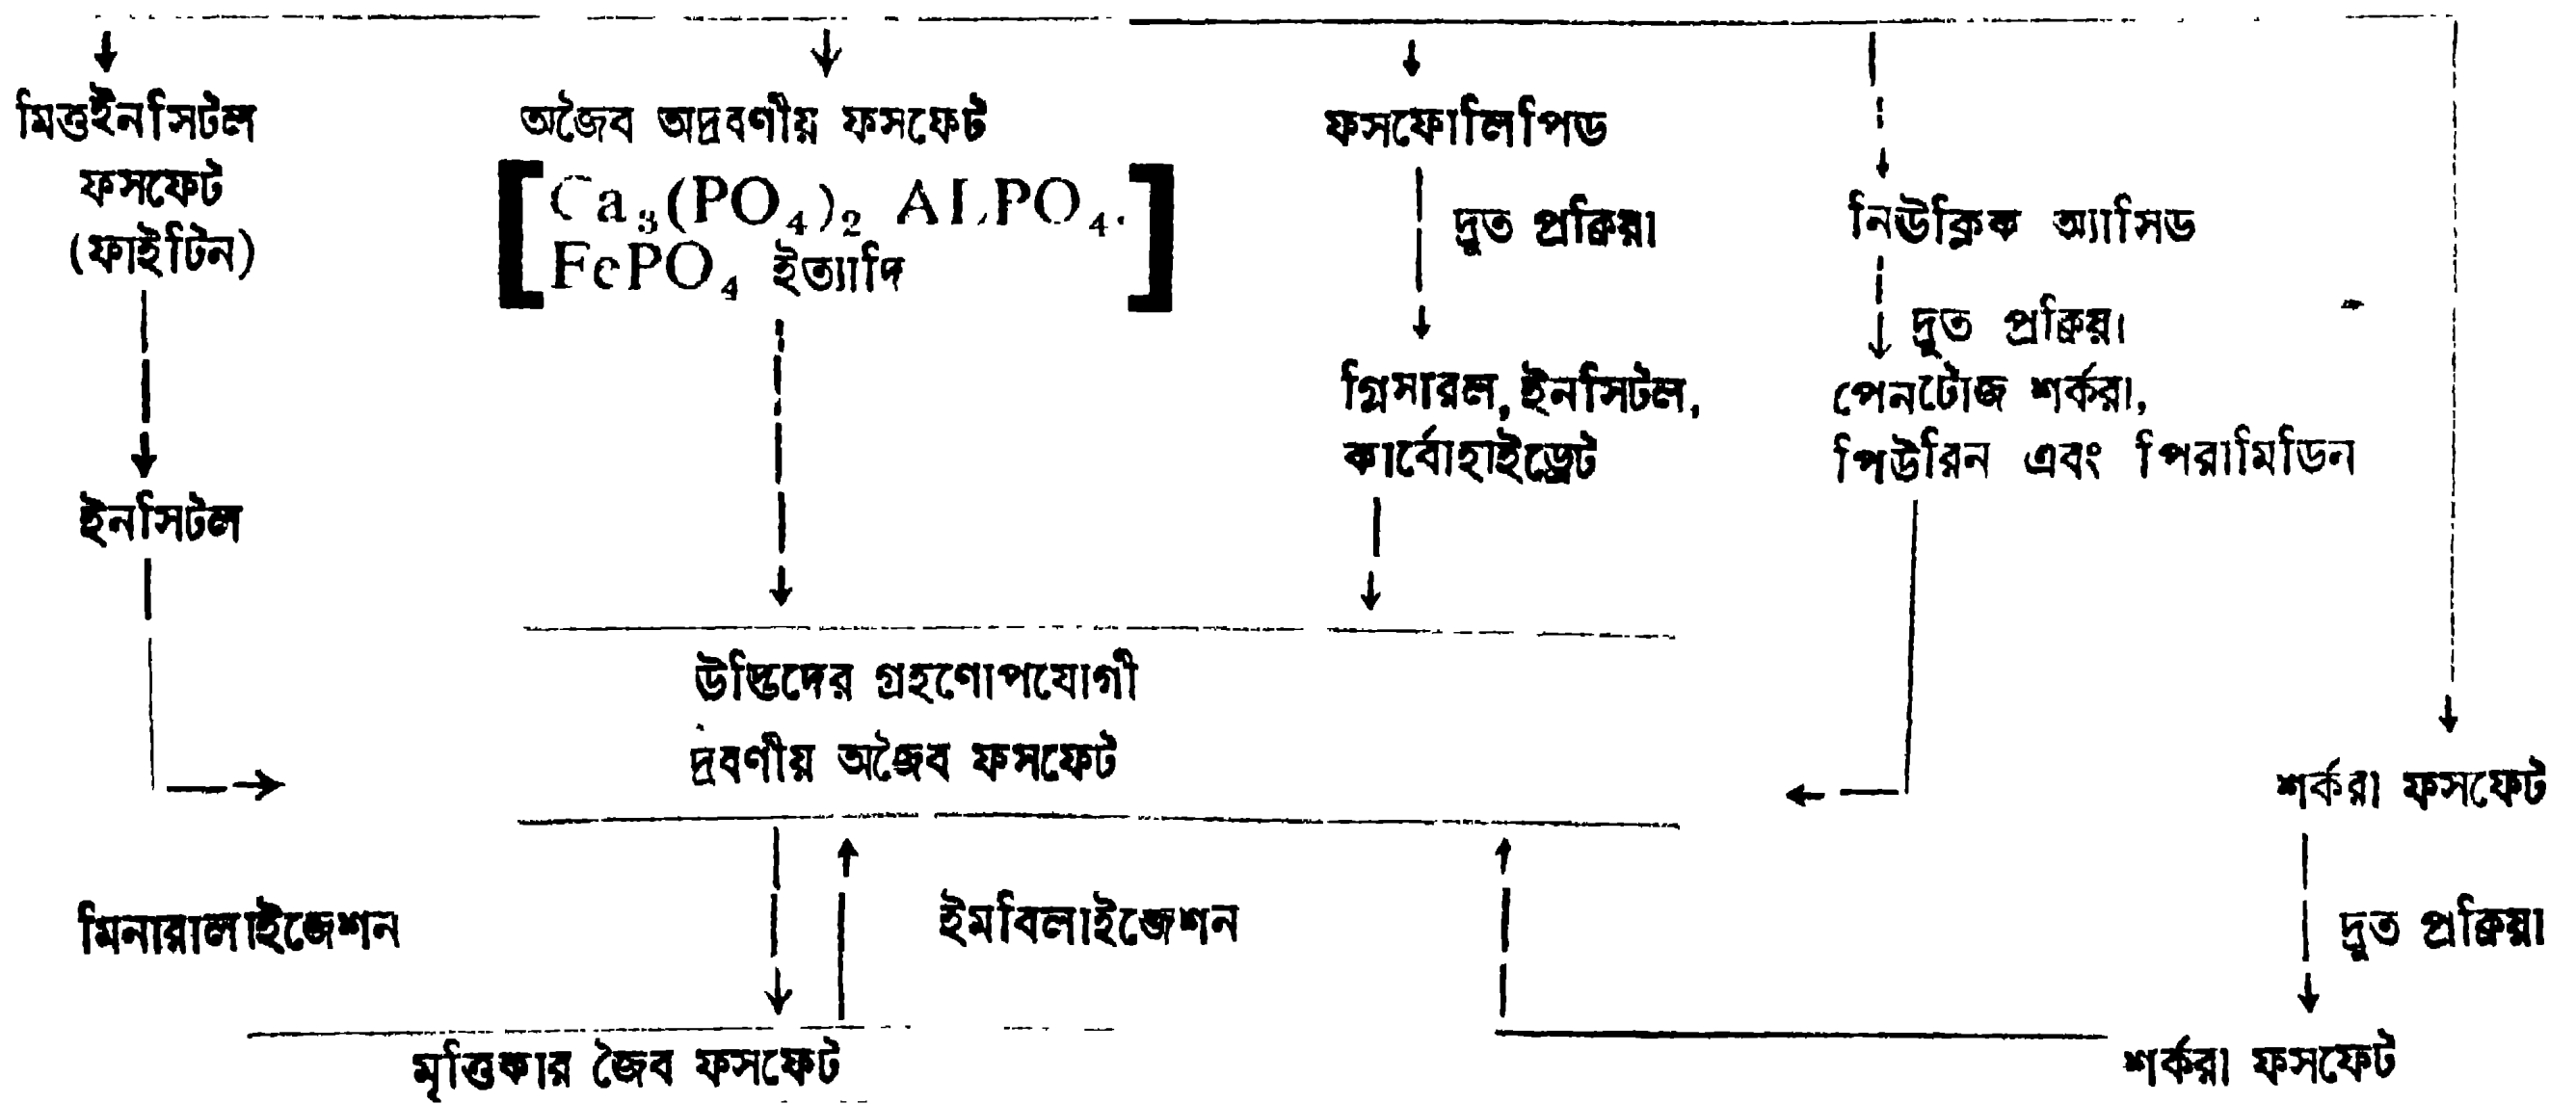 মিত্তইনসিটল
ফসফেট
(ফাইটিন)
ইনসিটল
অজৈব অদ্রবণীয় ফসফেট
Ca₃(PO₄)₂ ALPO₄.
FePO₄ ইত্যাদি
ফসফোলিপিড
দ্রুত প্রক্রিয়া
গ্লিসারল, ইনসিটল,
কার্বোহাইড্রেট
নিউক্লিক অ্যাসিড
দ্রুত প্রক্রিয়া
পেনটোজ শর্করা,
পিউরিন এবং পিরামিডিন
উদ্ভিদের গ্রহণোপযোগী
দ্রবণীয় অজৈব ফসফেট
শর্করা ফসফেট
মিনারালাইজেশন
ইমবিলাইজেশন
দ্রুত প্রক্রিয়া
মৃত্তিকার জৈব ফসফেট
শর্করা ফসফেট